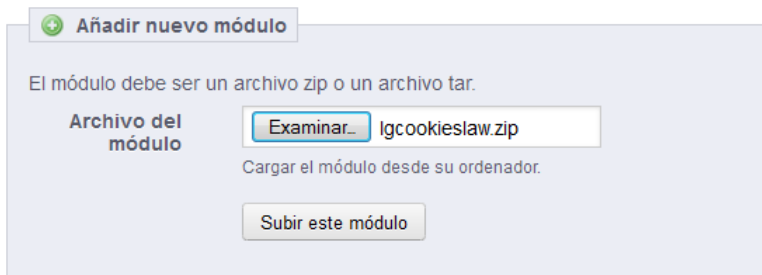 Añadir nuevo módulo
El módulo debe ser un archivo zip o un archivo tar.
Archivo del módulo
Examinar_ lgcookieslaw.zip
Cargar el módulo desde su ordenador.
Subir este módulo